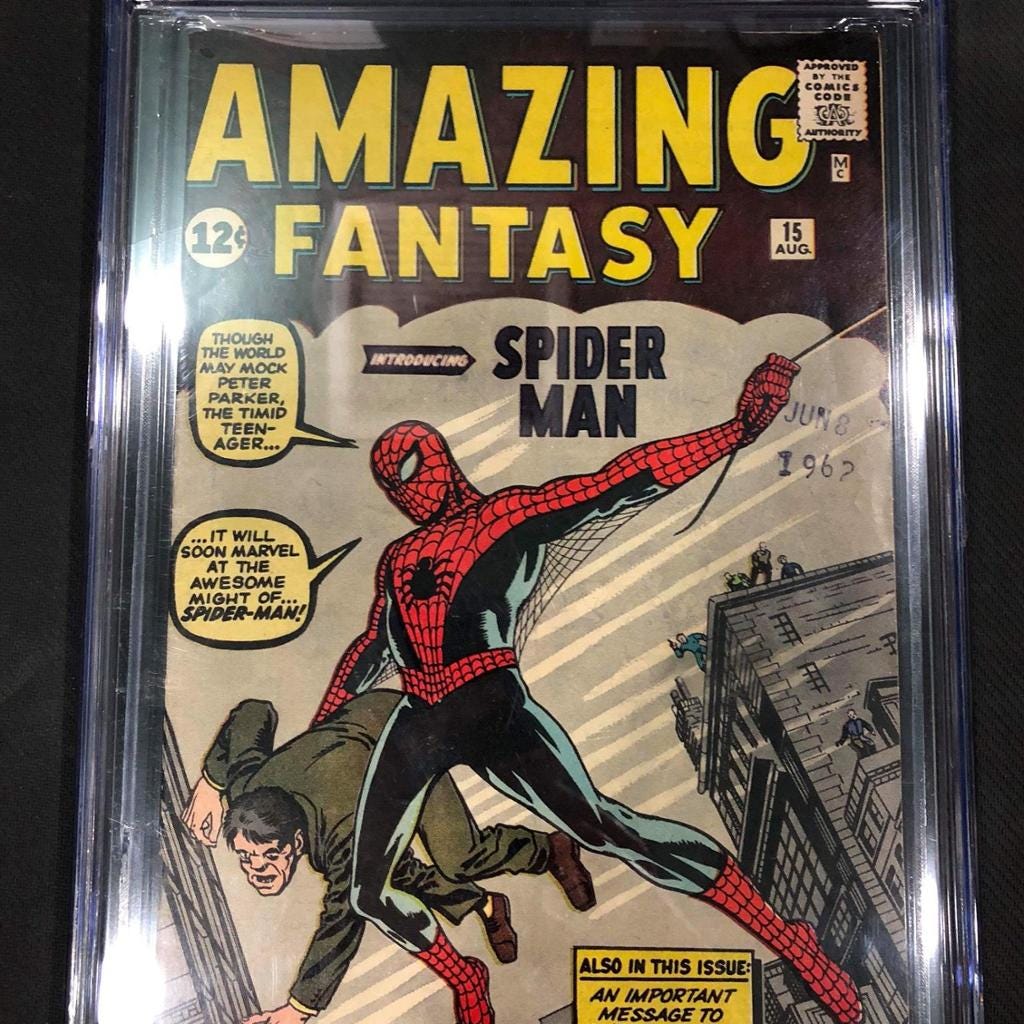 AMAZING
FANTASY
APPROVED
BY THE
COMICS
CODE
CA
AUTHORITY
M
C
12¢
15
AUG.
INTRODUCING
SPIDER
MAN
THOUGH
THE WORLD
MAY MOCK
PETER
PARKER,
THE TIMID
TEEN-
AGER...
JUN 8
1962
...IT WILL
SOON MARVEL
AT THE
AWESOME
MIGHT OF...
SPIDER-MAN!
ALSO IN THIS ISSUE:
AN IMPORTANT
MESSAGE TO